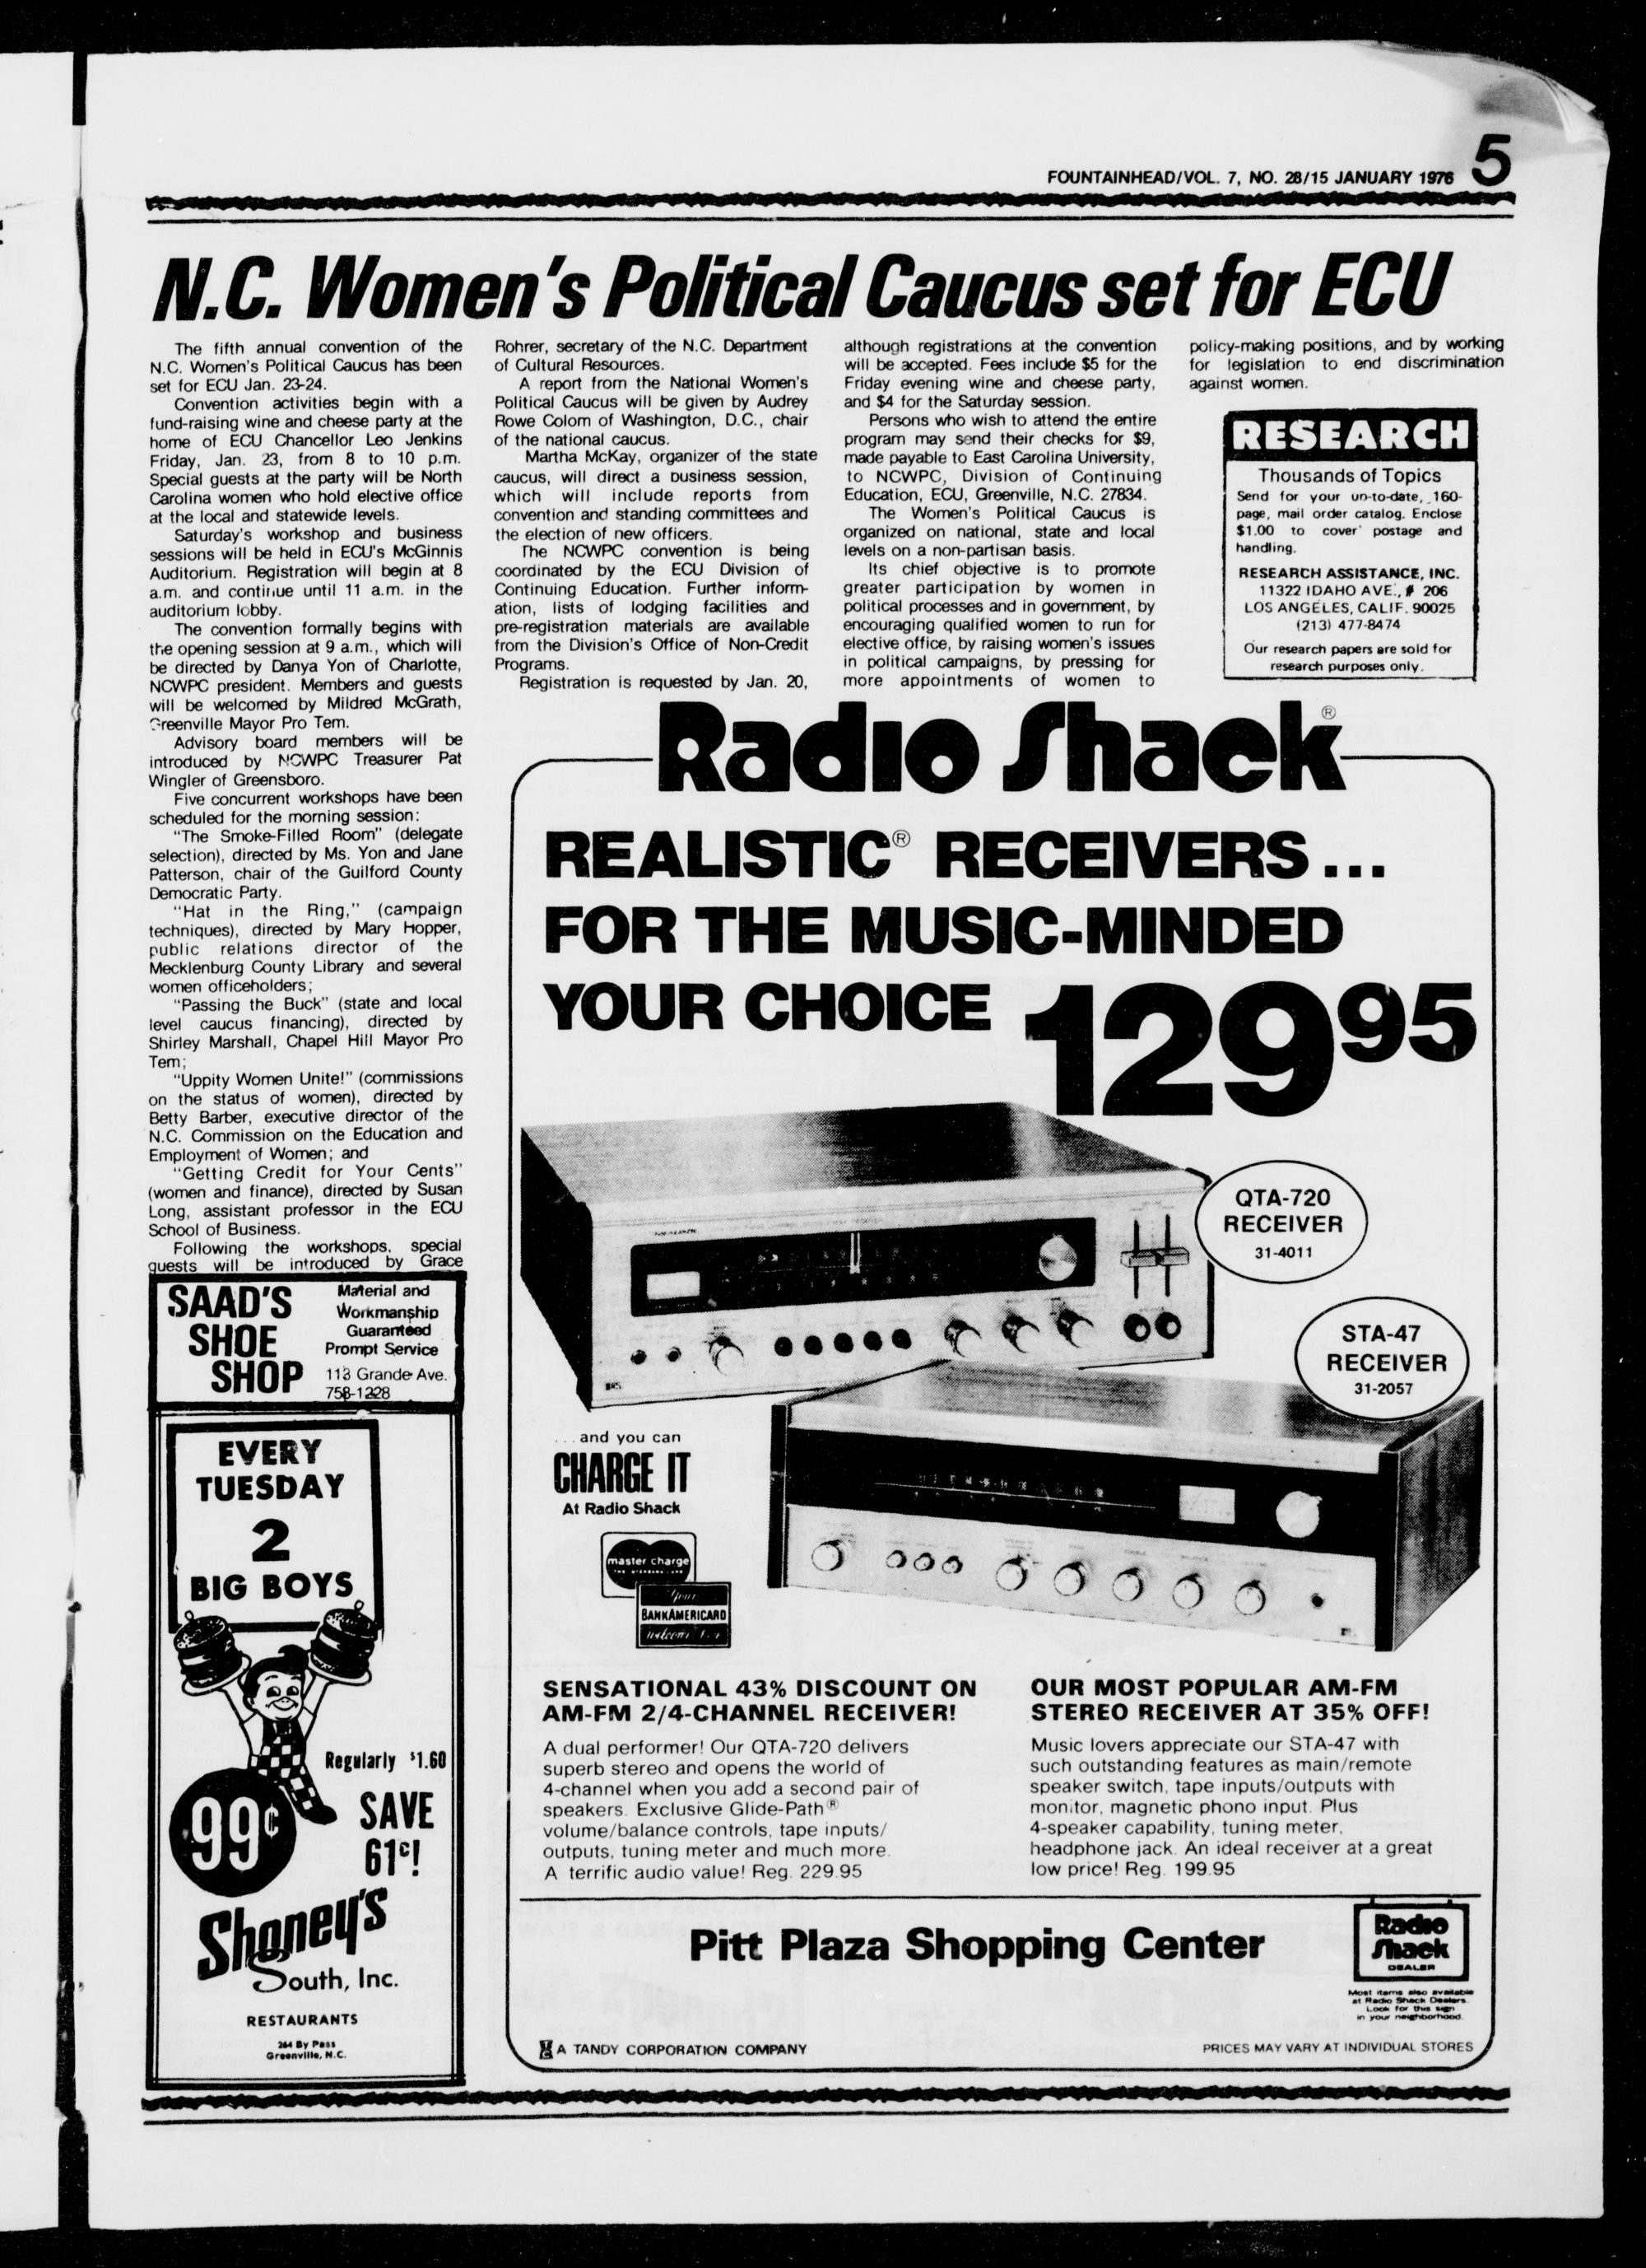 FOUNTAINHEAD/VOL. 7, NO. 28/15 JANUARY 1976 5
N.C. Women's Political Caucus set for ECU
The fifth annual convention of the
N.C. Women's Political Caucus has been
set for ECU Jan. 23-24.
Convention activities begin with a
fund-raising wine and cheese party at the
home of ECU Chancellor Leo Jenkins
Friday, Jan. 23, from 8 to 10 p.m.
Special guests at the party will be North
Carolina women who hold elective office
at the local and statewide levels.
Saturday's workshop and business
sessions will be held in ECU's McGinnis
Auditorium. Registration will begin at 8
a.m. and continue until 11 a.m. in the
auditorium lobby.
The convention formally begins with
the opening session at 9 a.m., which will
be directed by Danya Yon of Charlotte,
NCWPC president. Members and guests
will be welcomed by Mildred McGrath,
Greenville Mayor Pro Tem.
Advisory board members will be
introduced by NCWPC Treasurer Pat
Wingler of Greensboro.
Five concurrent workshops have been
scheduled for the morning session:
"The Smoke-Filled Room" (delegate
selection), directed by Ms. Yon and Jane
Patterson, chair of the Guilford County
Democratic Party.
"Hat in the Ring," (campaign
techniques), directed by Mary Hopper,
public relations director of the
Mecklenburg County Library and several
women officeholders;
"Passing the Buck" (state and local
level caucus financing), directed by
Shirley Marshall, Chapel Hill Mayor Pro
Tem;
"Uppity Women Unite!" (commissions
on the status of women), directed by
Betty Barber, executive director of the
N.C. Commission on the Education and
Employment of Women; and
"Getting Credit for Your Cents"
(women and finance), directed by Susan
Long, assistant professor in the ECU
School of Business.
Following the workshops, special
guests will be introduced by Grace
Rohrer, secretary of the N.C. Department
of Cultural Resources.
A report from the National Women's
Political Caucus will be given by Audrey
Rowe Colom of Washington, D.C., chair
of the national caucus.
Martha McKay, organizer of the state
caucus, will direct a business session,
which will include reports from
convention and standing committees and
the election of new officers.
The NCWPC convention is being
coordinated by the ECU Division of
Continuing Education. Further inform-
ation, lists of lodging facilities and
pre-registration materials are available
from the Division's Office of Non-Credit
Programs.
Registration is requested by Jan. 20,
although registrations at the convention
will be accepted. Fees include $5 for the
Friday evening wine and cheese party,
and $4 for the Saturday session.
Persons who wish to attend the entire
program may send their checks for $9,
made payable to East Carolina University,
to NCWPC, Division of Continuing
Education, ECU, Greenville, N.C. 27834.
The Women's Political Caucus is
organized on national, state and local
levels on a non-partisan basis.
Its chief objective is to promote
greater participation by women in
political processes and in government, by
encouraging qualified women to run for
elective office, by raising women's issues
in political campaigns, by pressing for
more appointments of women to
policy-making positions, and by working
for legislation to end discrimination
against women.
RESEARCH
Thousands of Topics
Send for your up-to-date, 160-
page, mail order catalog. Enclose
$1.00 to cover postage and
handling.
RESEARCH ASSISTANCE, INC.
11322 IDAHO AVE., # 206
LOS ANGELES, CALIF. 90025
(213) 477-8474
Our research papers are sold for
research purposes only.
SAAD'S
SHOE
SHOP
Material and
Workmanship
Guaranteed
Prompt Service
113 Grande Ave.
758-1228
EVERY
TUESDAY
2
BIG BOYS
Regularly $1.60
99¢
SAVE
61¢!
Shoney's
South, Inc.
RESTAURANTS
264 By Pass
Greenville, N.C.
Radio Shack®
REALISTIC® RECEIVERS...
FOR THE MUSIC-MINDED
YOUR CHOICE 129 95
QTA-720
RECEIVER
31-4011
STA-47
RECEIVER
31-2057
...and you can
CHARGE IT
At Radio Shack
master charge
THE INTERBANK CARD
Your
BANKAMERICARD
welcome here
SENSATIONAL 43% DISCOUNT ON
AM-FM 2/4-CHANNEL RECEIVER!
A dual performer! Our QTA-720 delivers
superb stereo and opens the world of
4-channel when you add a second pair of
speakers. Exclusive Glide-Path®
volume/balance controls, tape inputs/
outputs, tuning meter and much more.
A terrific audio value! Reg. 229.95
OUR MOST POPULAR AM-FM
STEREO RECEIVER AT 35% OFF!
Music lovers appreciate our STA-47 with
such outstanding features as main/remote
speaker switch, tape inputs/outputs with
monitor, magnetic phono input. Plus
4-speaker capability, tuning meter,
headphone jack. An ideal receiver at a great
low price! Reg. 199.95
Pitt Plaza Shopping Center
Radio
Shack
DEALER
Most items also available
at Radio Shack Dealers.
Look for this sign
in your neighborhood.
A TANDY CORPORATION COMPANY
PRICES MAY VARY AT INDIVIDUAL STORES